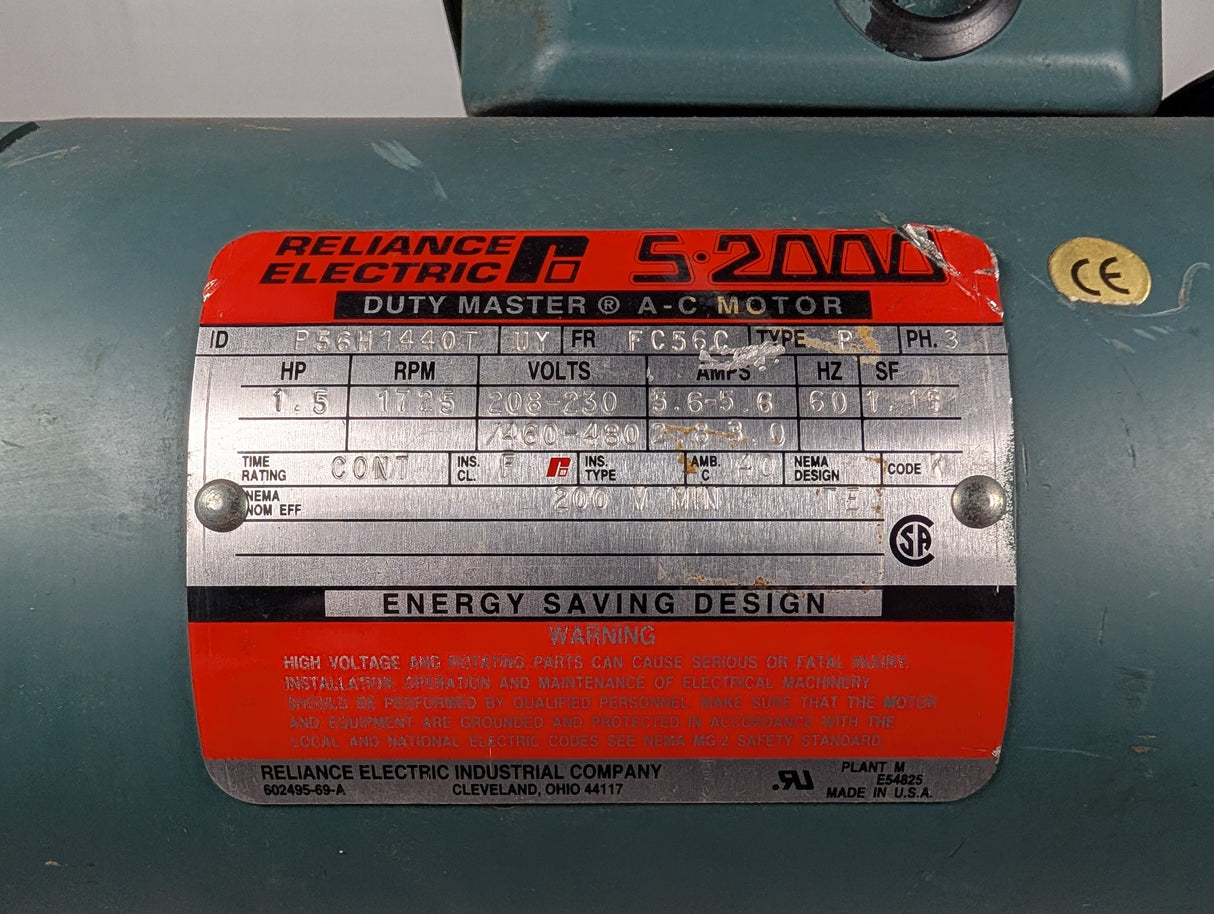 RELIANCE
ELECTRIC
S·2000
DUTY MASTER ® A-C MOTOR
ID P56H1440T UY FR FC56C TYPE P PH. 3
HP RPM VOLTS AMPS HZ SF
1.5 1725 208-230 5.6-5.6 60 1.15
/460-480 2.8-3.0
TIME RATING CONT INS. CL. F INS. TYPE AMB. C 40 NEMA DESIGN CODE K
NEMA NOM EFF 200 V MIN TE
SA
ENERGY SAVING DESIGN
WARNING
HIGH VOLTAGE AND ROTATING PARTS CAN CAUSE SERIOUS OR FATAL INJURY.
INSTALLATION, OPERATION AND MAINTENANCE OF ELECTRICAL MACHINERY
SHOULD BE PERFORMED BY QUALIFIED PERSONNEL. MAKE SURE THAT THE MOTOR
AND EQUIPMENT ARE GROUNDED AND PROTECTED IN ACCORDANCE WITH THE
LOCAL AND NATIONAL ELECTRIC CODES SEE NEMA MG-2 SAFETY STANDARD.
RELIANCE ELECTRIC INDUSTRIAL COMPANY
602495-69-A CLEVELAND, OHIO 44117
PLANT M
E54825
MADE IN U.S.A.
CE